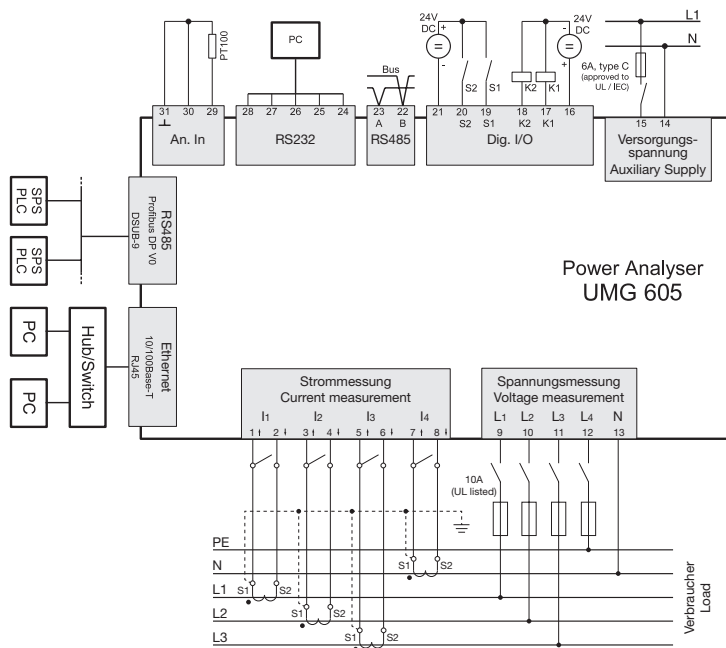 24V
DC
+
-
24V
DC
-
+
L1
N
PT100
PC
Bus
S2
S1
K2
K1
6A, type C
(approved to
UL / IEC)
31 30 29
28 27 26 25 24
23 22
A B
21 20 19 18 17 16
S2 S1 K2 K1
15 14
An. In
RS232
RS485
Dig. I/O
Versorgungs-
spannung
Auxiliary Supply
SPS
PLC
SPS
PLC
RS485
Profibus DP V0
DSUB-9
Power Analyser
UMG 605
PC
PC
Hub/Switch
Ethernet
10/100Base-T
RJ45
Strommessung
Current measurement
I1 I2 I3 I4
1 2 3 4 5 6 7 8
Spannungsmessung
Voltage measurement
L1 L2 L3 L4 N
9 10 11 12 13
10A
(UL listed)
PE
N
L1
L2
L3
S1 S2
S1 S2
S1 S2
S1 S2
Verbraucher
Load